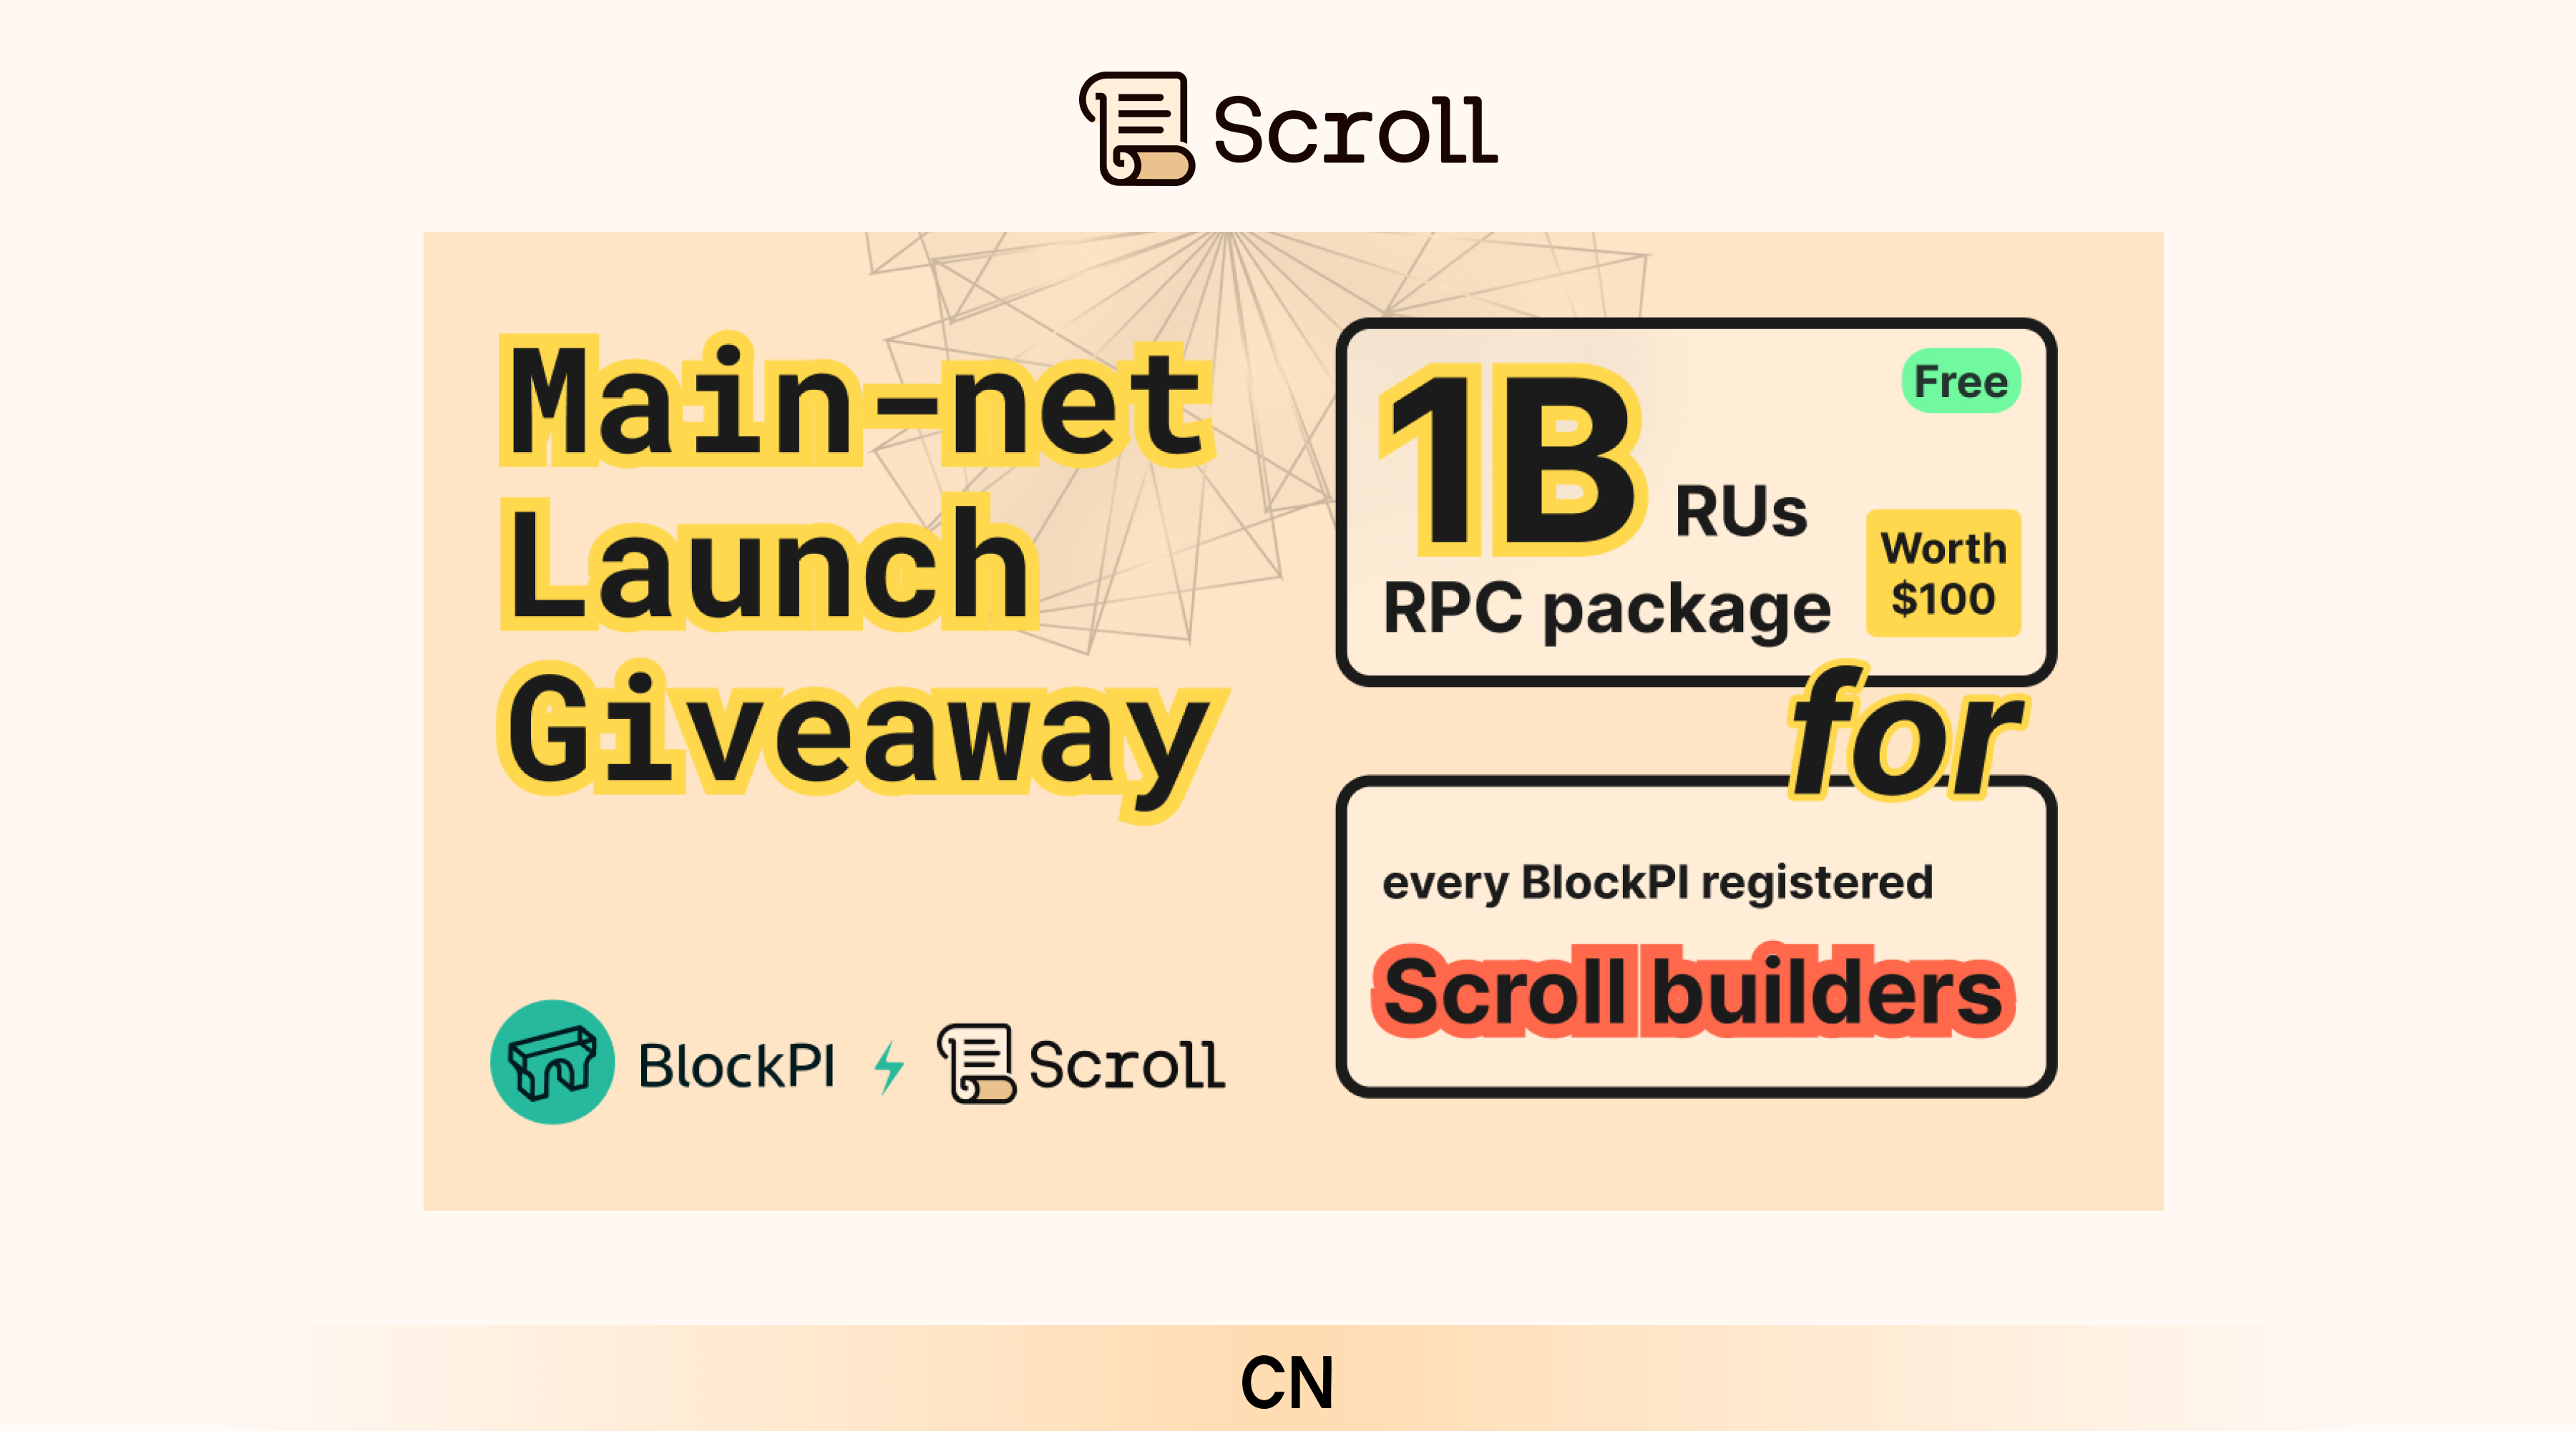 Scroll
Main-net
Launch
Giveaway
BlockPI
Scroll
Free
1B RUs
RPC package
Worth
$100
for
every BlockPI registered
Scroll builders
CN